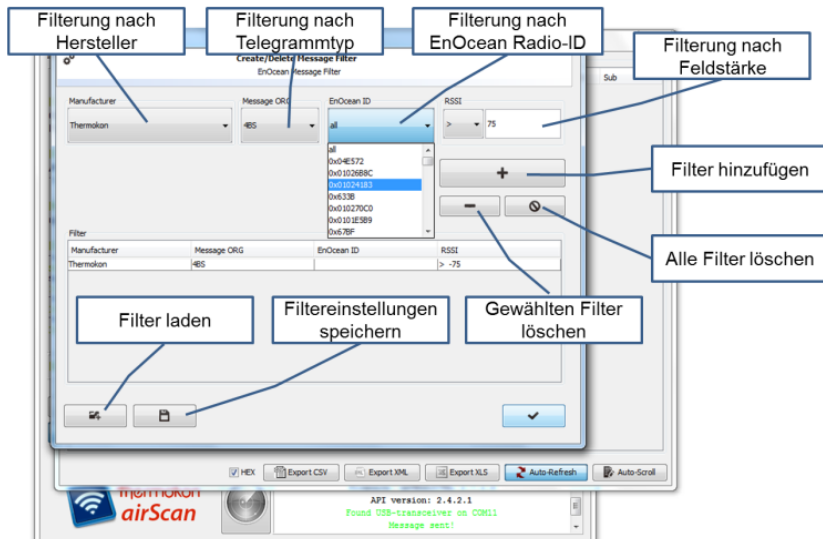 Filterung nach
Hersteller
Filterung nach
Telegrammtyp
Filterung nach
EnOcean Radio-ID
Filterung nach
Feldstärke
Create/Delete Message Filter
EnOcean Message Filter
Sub
Manufacturer
Message ORG
EnOcean ID
RSSI
Thermokon
4BS
all
>
75
all
0x04E572
0x01026B8C
0x010241B3
0x633B
0x010270C0
0x0101E5B9
0x67BF
Filter hinzufügen
Alle Filter löschen
Filter
Manufacturer
Message ORG
EnOcean ID
RSSI
Thermokon
4BS
> -75
Filter laden
Filtereinstellungen
speichern
Gewählten Filter
löschen
HEX
Export CSV
Export XML
Export XLS
Auto-Refresh
Auto-Scroll
thermokon
airScan
API version: 2.4.2.1
Found USB-transceiver on COM11
Message sent!